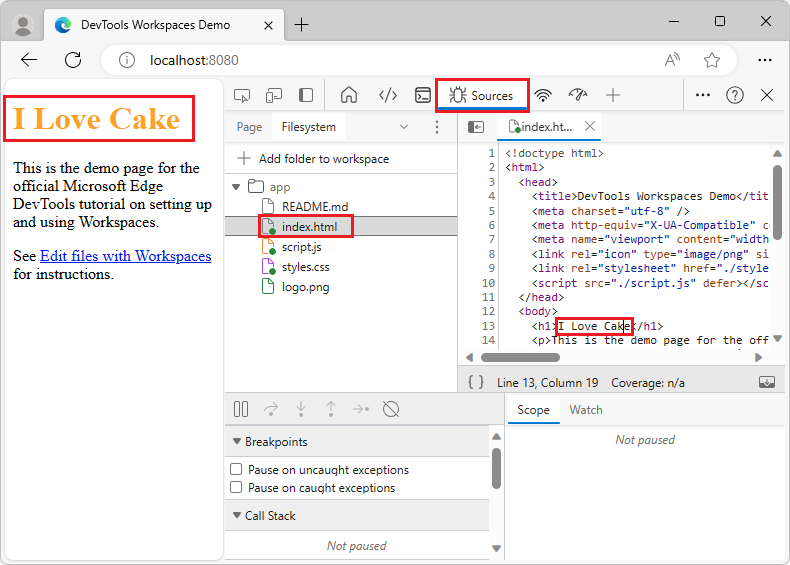 DevTools Workspaces Demo
localhost:8080
I Love Cake
This is the demo page for the
official Microsoft Edge
DevTools tutorial on setting up
and using Workspaces.
See Edit files with Workspaces
for instructions.
Sources
Page Filesystem
Add folder to workspace
app
README.md
index.html
script.js
styles.css
logo.png
index.ht...
1 <!doctype html>
2 <html>
3 <head>
4 <title>DevTools Workspaces Demo</tit
5 <meta charset="utf-8" />
6 <meta http-equiv="X-UA-Compatible" c
7 <meta name="viewport" content="width
8 <link rel="icon" type="image/png" si
9 <link rel="stylesheet" href="./style
10 <script src="./script.js" defer></sc
11 </head>
12 <body>
13 <h1>I Love Cake</h1>
14 <p>This is the demo page for the off
{ } Line 13, Column 19 Coverage: n/a
Breakpoints
Pause on uncaught exceptions
Pause on caught exceptions
Call Stack
Not paused
Scope Watch
Not paused